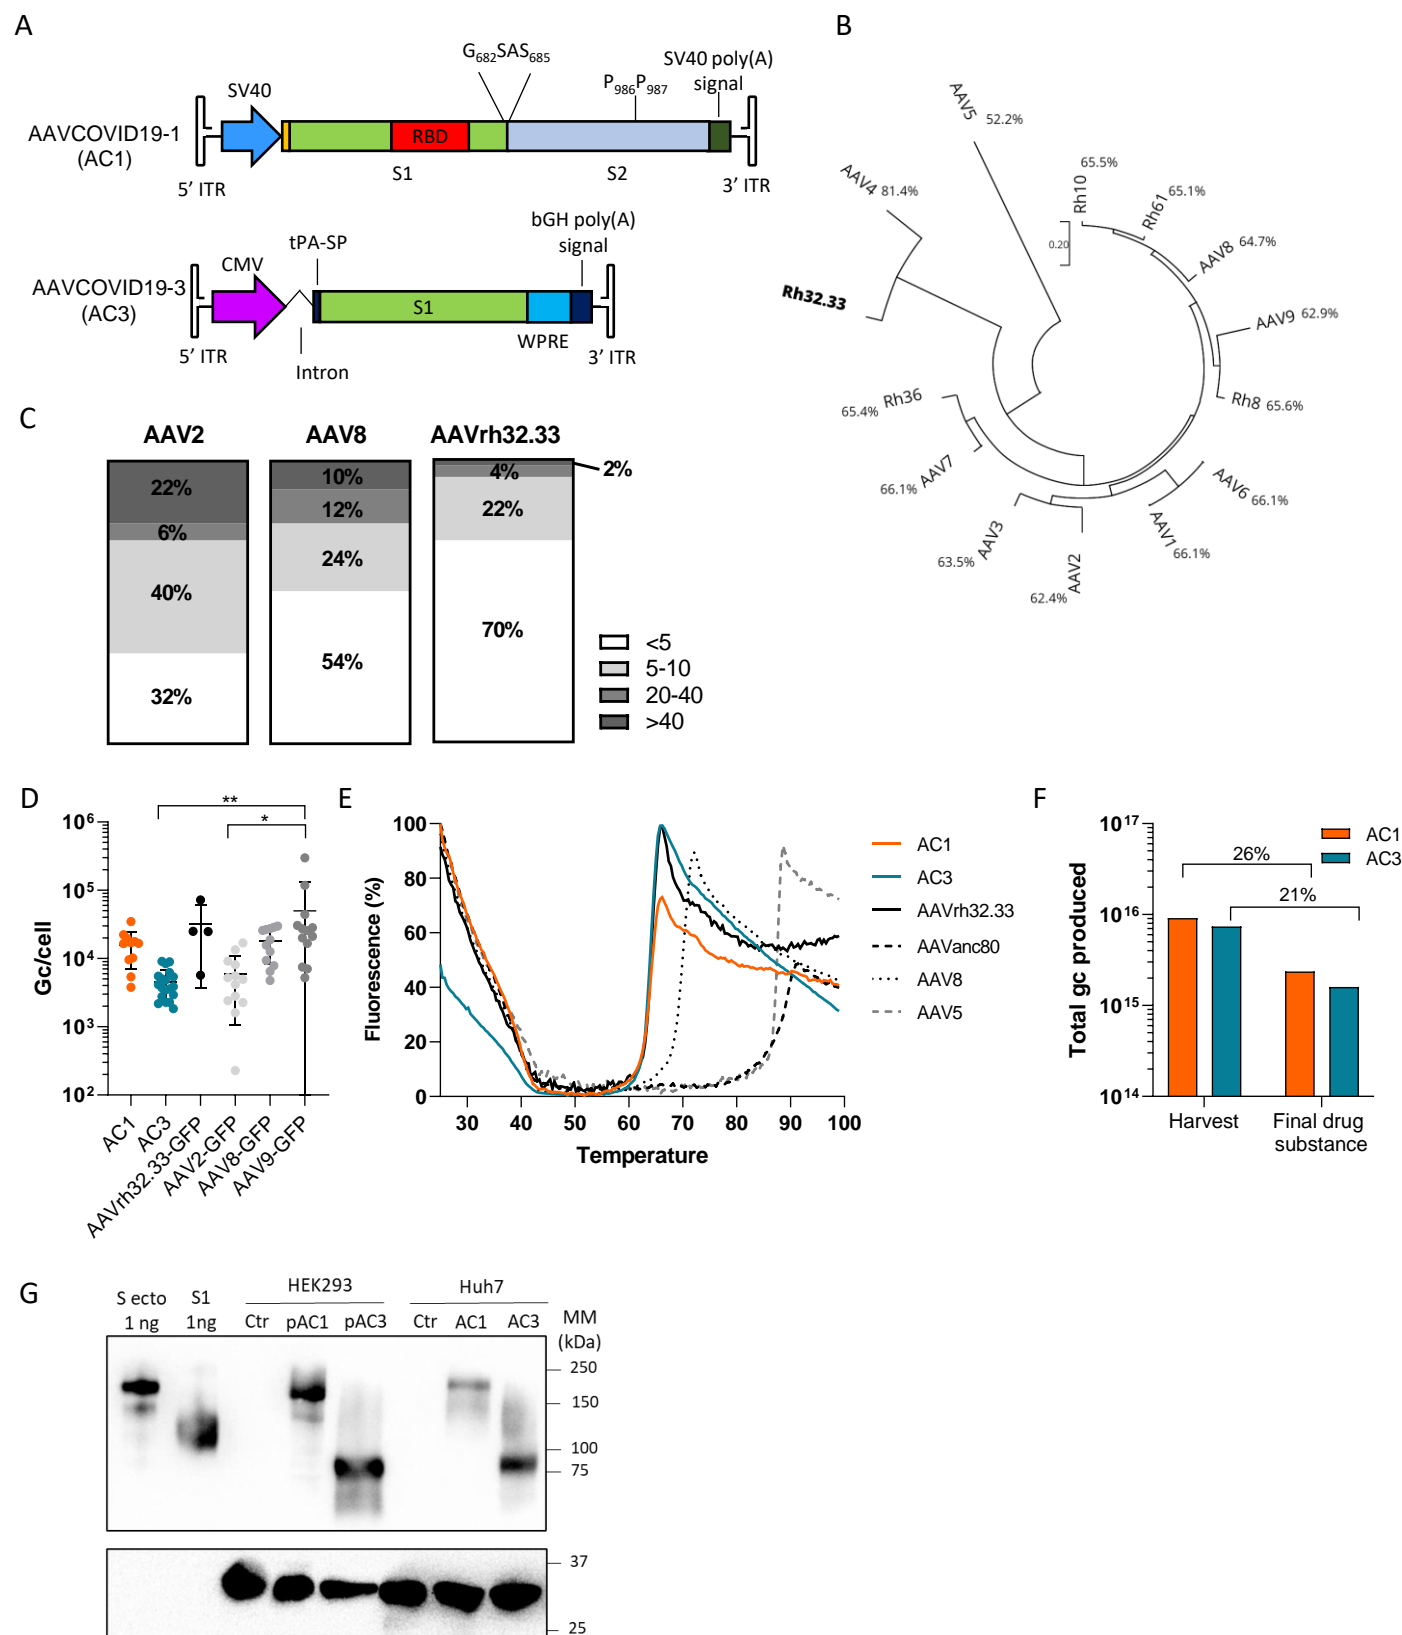 A
G682SAS685
SV40 poly(A)
signal
P986P987
SV40
AAVCOVID19-1
(AC1)
RBD
S1
S2
5’ ITR
3’ ITR
bGH poly(A)
signal
tPA-SP
CMV
AAVCOVID19-3
(AC3)
S1
WPRE
5’ ITR
3’ ITR
Intron
B
AAV5 52.2%
AAV4 81.4%
Rh32.33
0.20
Rh10 65.5%
Rh61 65.1%
AAV8 64.7%
AAV9 62.9%
Rh8 65.6%
AAV6 66.1%
AAV1 66.1%
AAV2 62.4%
AAV3 63.5%
AAV7 66.1%
Rh36 65.4%
C
AAV2
AAV8
AAVrh32.33
22%
6%
40%
32%
10%
12%
24%
54%
2%
4%
22%
70%
<5
5-10
20-40
>40
D
**
*
Gc/cell
10^6
10^5
10^4
10^3
10^2
AC1
AC3
AAVrh32.33-GFP
AAV2-GFP
AAV8-GFP
AAV9-GFP
E
Fluorescence (%)
100
80
60
40
20
0
30 40 50 60 70 80 90 100
Temperature
AC1
AC3
AAVrh32.33
AAVanc80
AAV8
AAV5
F
Total gc produced
10^17
10^16
10^15
10^14
AC1
AC3
26%
21%
Harvest
Final drug
substance
G
S ecto
1 ng
S1
1ng
HEK293
Ctr pAC1 pAC3
Huh7
Ctr AC1 AC3
MM
(kDa)
250
150
100
75
37
25